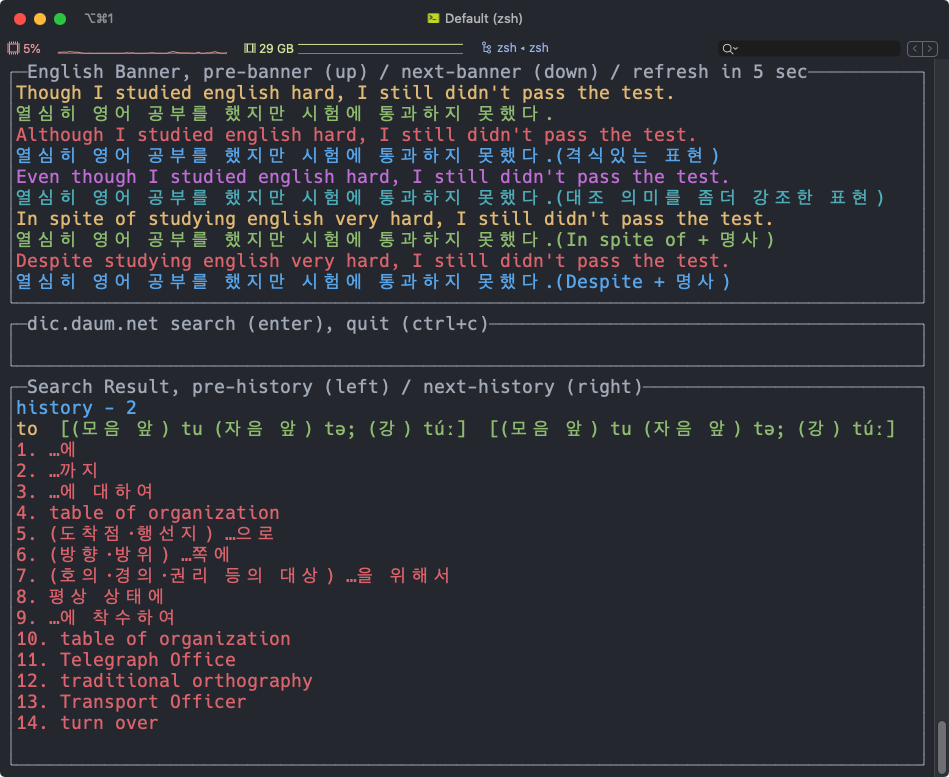 ⌥⌘1
Default (zsh)
5%
29 GB
zsh ◂ zsh
English Banner, pre-banner (up) / next-banner (down) / refresh in 5 sec
Though I studied english hard, I still didn't pass the test.
열심히 영어 공부를 했지만 시험에 통과하지 못했다.
Although I studied english hard, I still didn't pass the test.
열심히 영어 공부를 했지만 시험에 통과하지 못했다.(격식있는 표현)
Even though I studied english hard, I still didn't pass the test.
열심히 영어 공부를 했지만 시험에 통과하지 못했다.(대조 의미를 좀더 강조한 표현)
In spite of studying english very hard, I still didn't pass the test.
열심히 영어 공부를 했지만 시험에 통과하지 못했다.(In spite of + 명사)
Despite studying english very hard, I still didn't pass the test.
열심히 영어 공부를 했지만 시험에 통과하지 못했다.(Despite + 명사)
dic.daum.net search (enter), quit (ctrl+c)
Search Result, pre-history (left) / next-history (right)
history - 2
to [(모음 앞) tu (자음 앞) tə; (강) túː] [(모음 앞) tu (자음 앞) tə; (강) túː]
1. …에
2. …까지
3. …에 대하여
4. table of organization
5. (도착점·행선지) …으로
6. (방향·방위) …쪽에
7. (호의·경의·권리 등의 대상) …을 위해서
8. 평상 상태에
9. …에 착수하여
10. table of organization
11. Telegraph Office
12. traditional orthography
13. Transport Officer
14. turn over